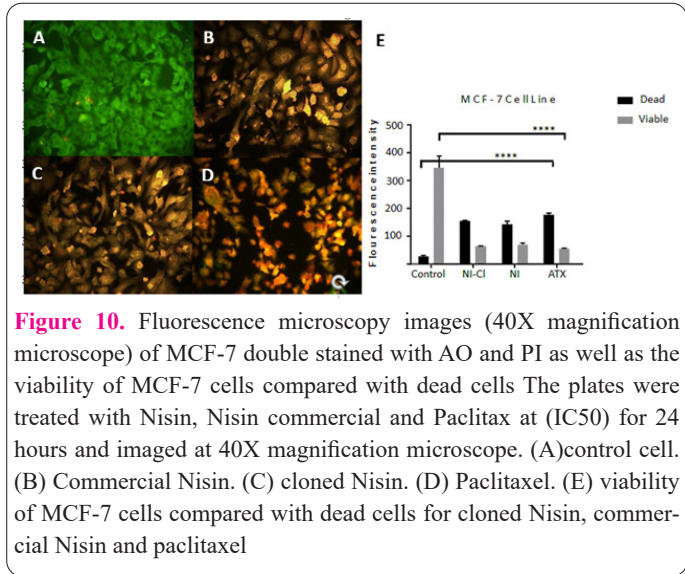 A
B
E
MCF-7 Cell Line
Dead
Viable
Flourescence intensity
500
400
300
200
100
****
****
Control
NI-Cl
NI
ATX
C
D
Figure 10. Fluorescence microscopy images (40X magnification
microscope) of MCF-7 double stained with AO and PI as well as the
viability of MCF-7 cells compared with dead cells The plates were
treated with Nisin, Nisin commercial and Paclitax at (IC50) for 24
hours and imaged at 40X magnification microscope. (A)control cell.
(B) Commercial Nisin. (C) cloned Nisin. (D) Paclitaxel. (E) viability
of MCF-7 cells compared with dead cells for cloned Nisin, commer-
cial Nisin and paclitaxel